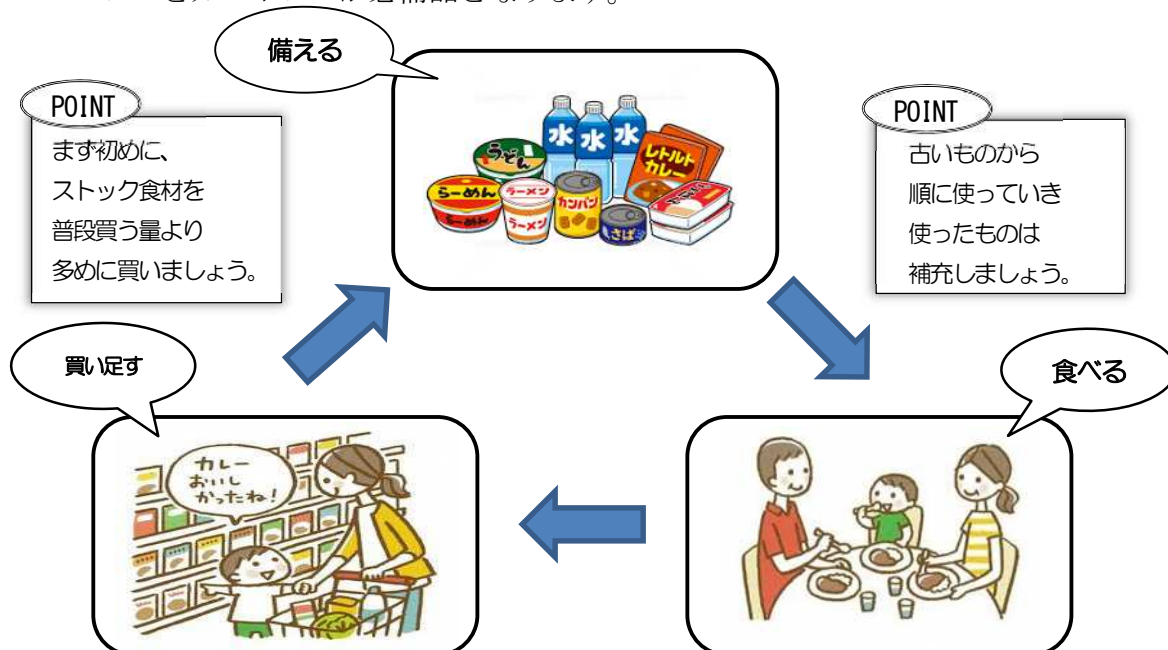 備える
POINT
まず初めに、
ストック食材を
普段買う量より
多めに買いましょう。
水
水
水
うどん
らーめん
らーめん
ラーメン
ラーメン
カンパン
さば
レトルト
カレー
POINT
古いものから
順に使っていき
使ったものは
補充しましょう。
買い足す
カレー
おいし
かったね!
食べる